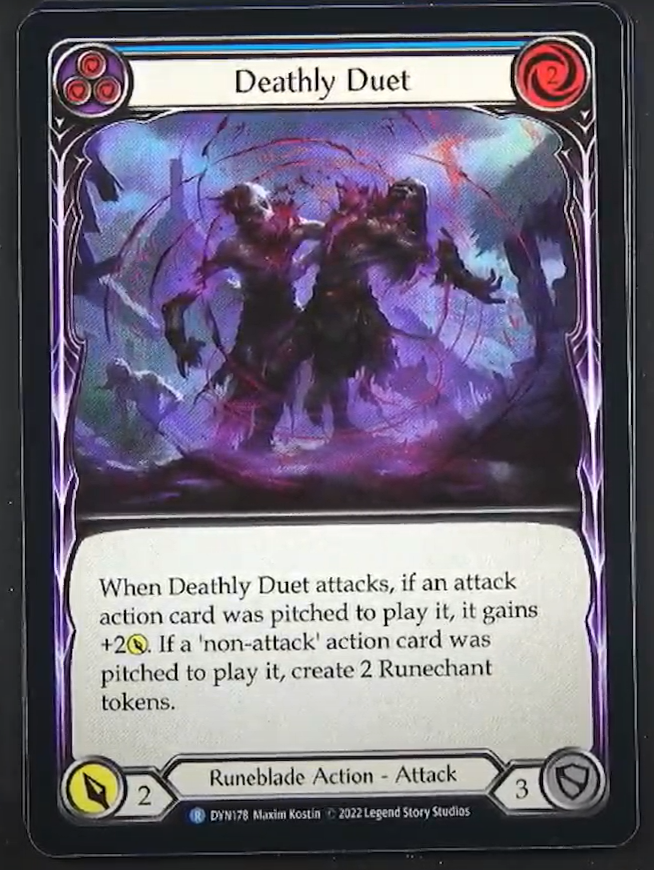 Deathly Duet
2
When Deathly Duet attacks, if an attack
action card was pitched to play it, it gains
+2. If a 'non-attack' action card was
pitched to play it, create 2 Runechant
tokens.
2
Runeblade Action - Attack
3
R DYN178 Maxim Kostin © 2022 Legend Story Studios